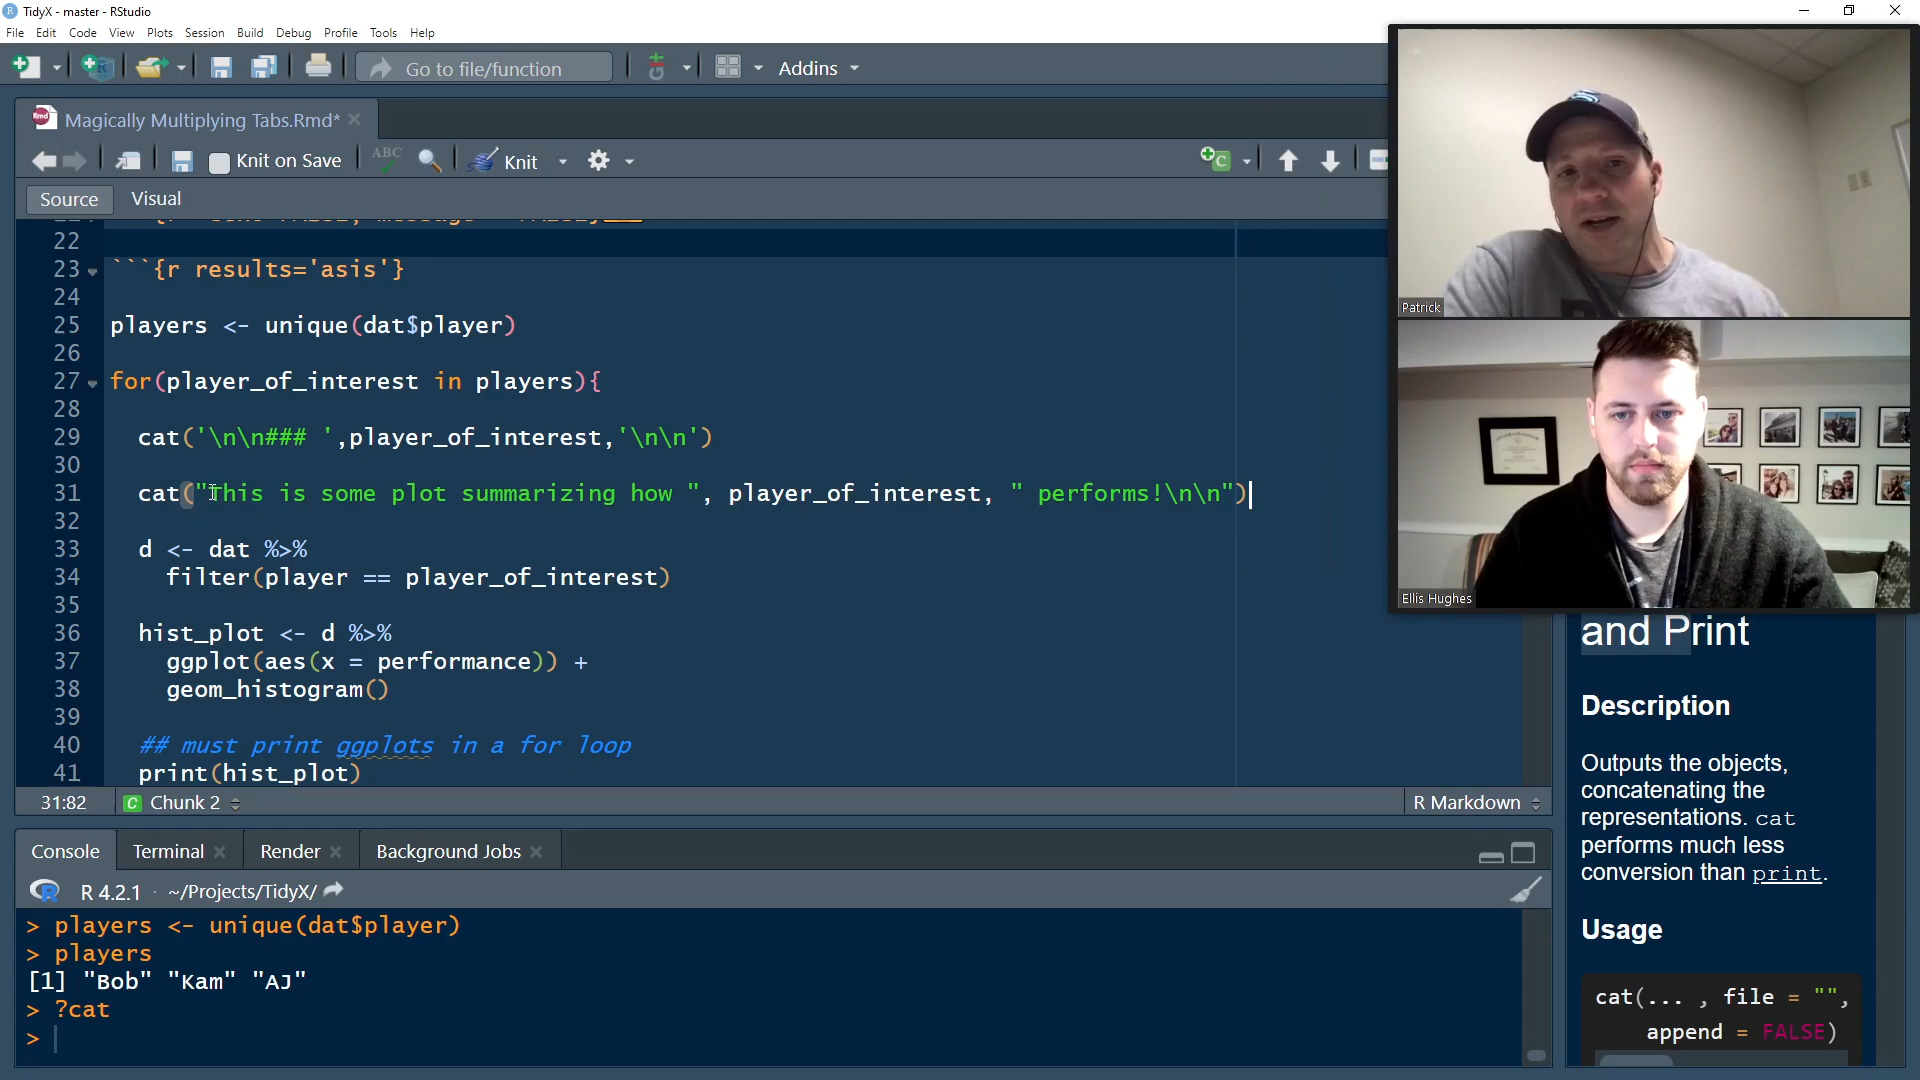 TidyX - master - RStudio
File Edit Code View Plots Session Build Debug Profile Tools Help
Go to file/function Addins
Magically Multiplying Tabs.Rmd*
Knit on Save ABC Knit
Source Visual
22
23 ```{r results='asis'}
24
25 players <- unique(dat$player)
26
27 for(player_of_interest in players){
28
29 cat('\n\n### ',player_of_interest,'\n\n')
30
31 cat("This is some plot summarizing how ", player_of_interest, " performs!\n\n")
32
33 d <- dat %>%
34 filter(player == player_of_interest)
35
36 hist_plot <- d %>%
37 ggplot(aes(x = performance)) +
38 geom_histogram()
39
40 ## must print ggplots in a for loop
41 print(hist_plot)
31:82 Chunk 2 R Markdown
Console Terminal Render Background Jobs
R 4.2.1 · ~/Projects/TidyX/
> players <- unique(dat$player)
> players
[1] "Bob" "Kam" "AJ"
> ?cat
>
Patrick
Ellis Hughes
and Print
Description
Outputs the objects,
concatenating the
representations. cat
performs much less
conversion than print.
Usage
cat(... , file = "",
append = FALSE)